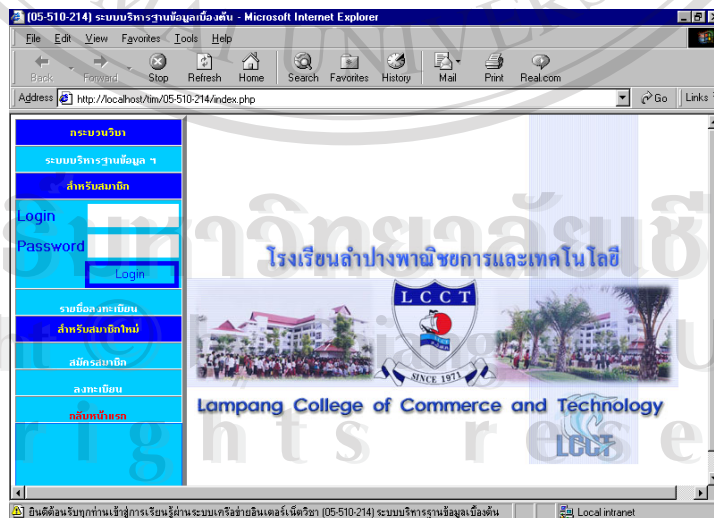 (05-510-214) ระบบบริหารฐานข้อมูลเบื้องต้น - Microsoft Internet Explorer
File Edit View Favorites Tools Help
Back Forward Stop Refresh Home Search Favorites History Mail Print Real.com
Address http://localhost/tim/05-510-214/index.php Go Links
กระบวนวิชา
ระบบบริหารฐานข้อมูล ฯ
สำหรับสมาชิก
Login
Password
Login
รายชื่อลงทะเบียน
สำหรับสมาชิกใหม่
สมัครสมาชิก
ลงทะเบียน
กลับหน้าแรก
โรงเรียนลำปางพาณิชยการและเทคโนโลยี
LCCT
SINCE 1971
Lampang College of Commerce and Technology
LCCT
ยินดีต้อนรับทุกท่านเข้าสู่การเรียนรู้ผ่านระบบเครือข่ายอินเตอร์เน็ตวิชา (05-510-214) ระบบบริหารฐานข้อมูลเบื้องต้น
Local intranet